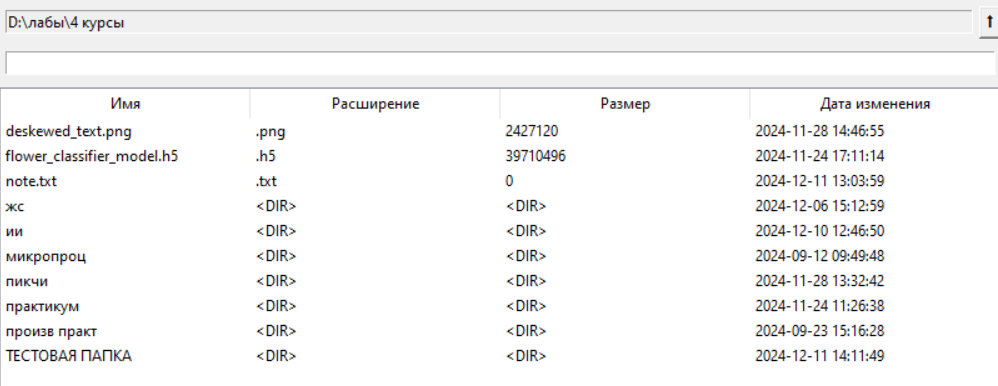 D:\лабы\4 курсы
Имя Расширение Размер Дата изменения
deskewed_text.png .png 2427120 2024-11-28 14:46:55
flower_classifier_model.h5 .h5 39710496 2024-11-24 17:11:14
note.txt .txt 0 2024-12-11 13:03:59
жс <DIR> <DIR> 2024-12-06 15:12:59
ии <DIR> <DIR> 2024-12-10 12:46:50
микропроц <DIR> <DIR> 2024-09-12 09:49:48
пикчи <DIR> <DIR> 2024-11-28 13:32:42
практикум <DIR> <DIR> 2024-11-24 11:26:38
произв практ <DIR> <DIR> 2024-09-23 15:16:28
ТЕСТОВАЯ ПАПКА <DIR> <DIR> 2024-12-11 14:11:49